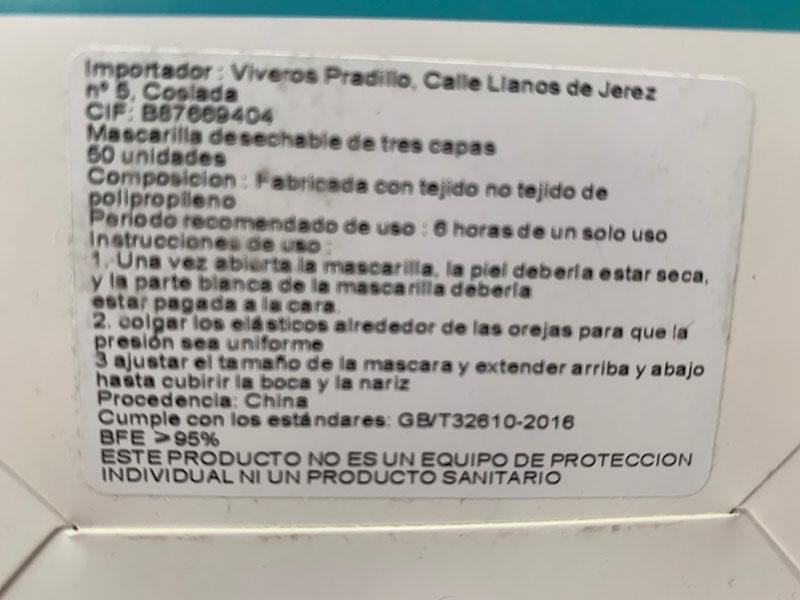 Importador : Viveros Pradillo, Calle Llanos de Jerez
nº 5, Coslada
CIF: B87669404
Mascarilla desechable de tres capas
50 unidades
Composicion : Fabricada con tejido no tejido de
polipropileno
Periodo recomendado de uso : 6 horas de un solo uso
Instrucciones de uso :
1. Una vez abierta la mascarilla, la piel debería estar seca,
y la parte blanca de la mascarilla debería
estar pagada a la cara.
2. colgar los elásticos alrededor de las orejas para que la
presión sea uniforme
3 ajustar el tamaño de la mascara y extender arriba y abajo
hasta cubirir la boca y la nariz
Procedencia: China
Cumple con los estándares: GB/T32610-2016
BFE ≥95%
ESTE PRODUCTO NO ES UN EQUIPO DE PROTECCION
INDIVIDUAL NI UN PRODUCTO SANITARIO